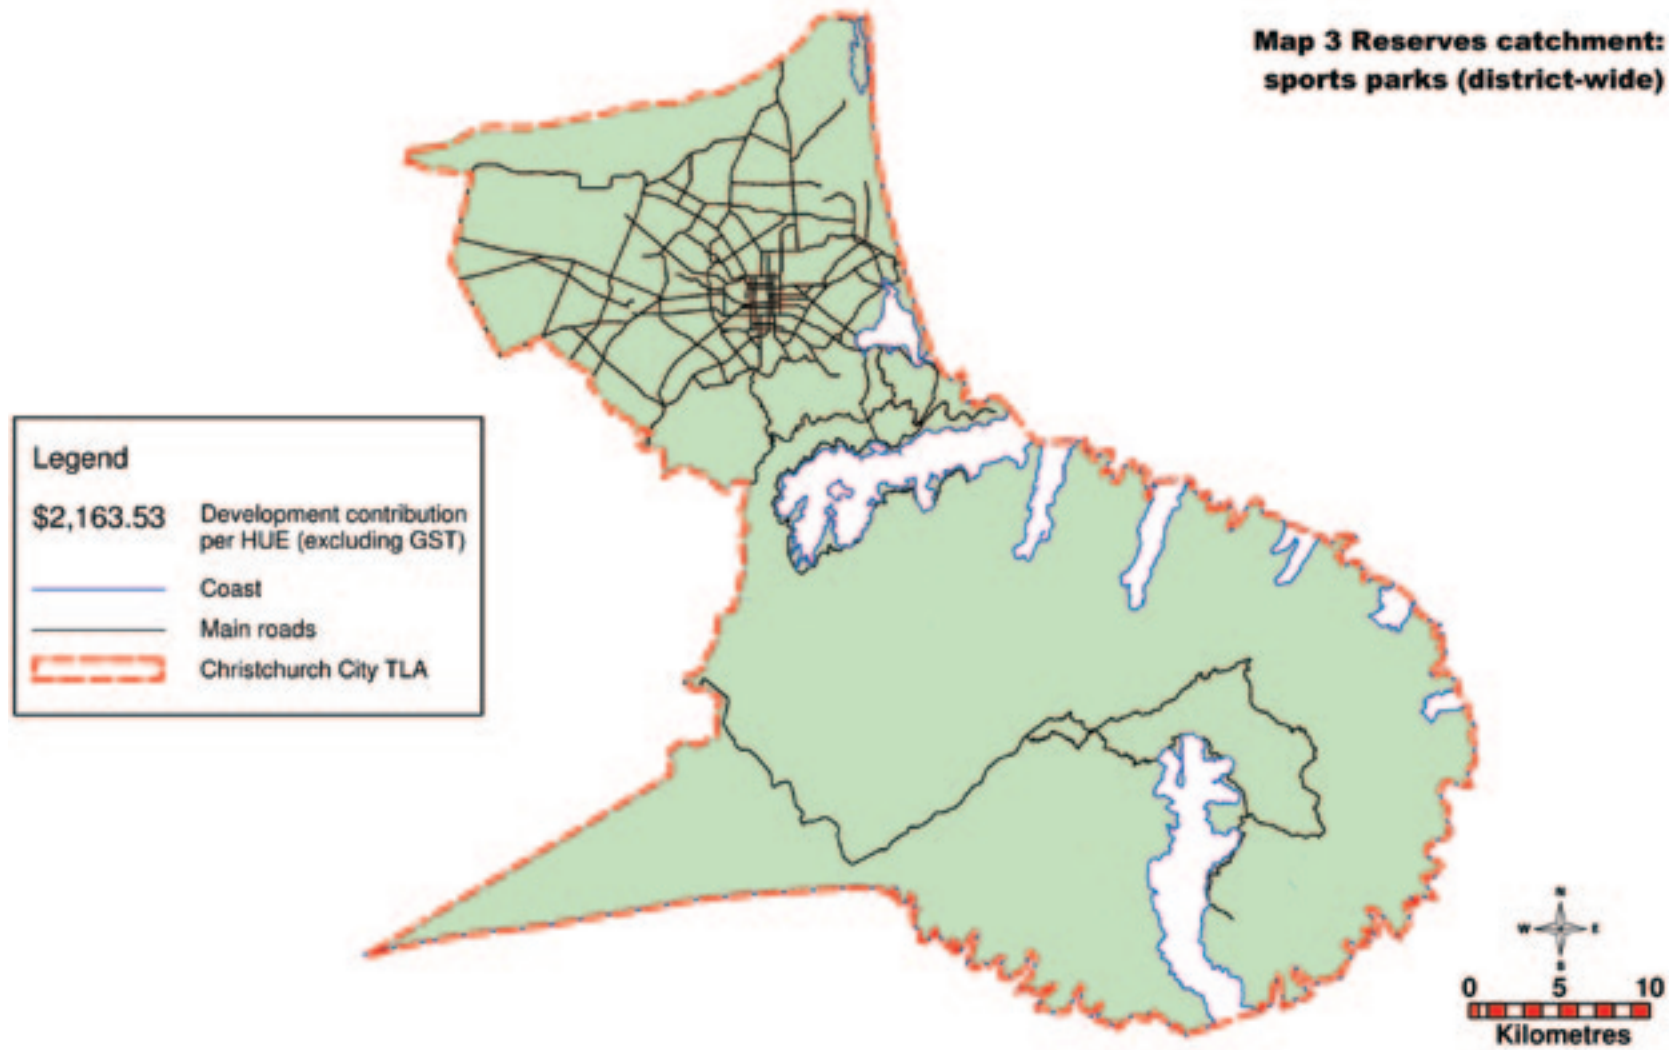 Map 3 Reserves catchment:
sports parks (district-wide)
Legend
$2,163.53
Development contribution
per HUE (excluding GST)
Coast
Main roads
Christchurch City TLA
N
W E
S
0 5 10
Kilometres